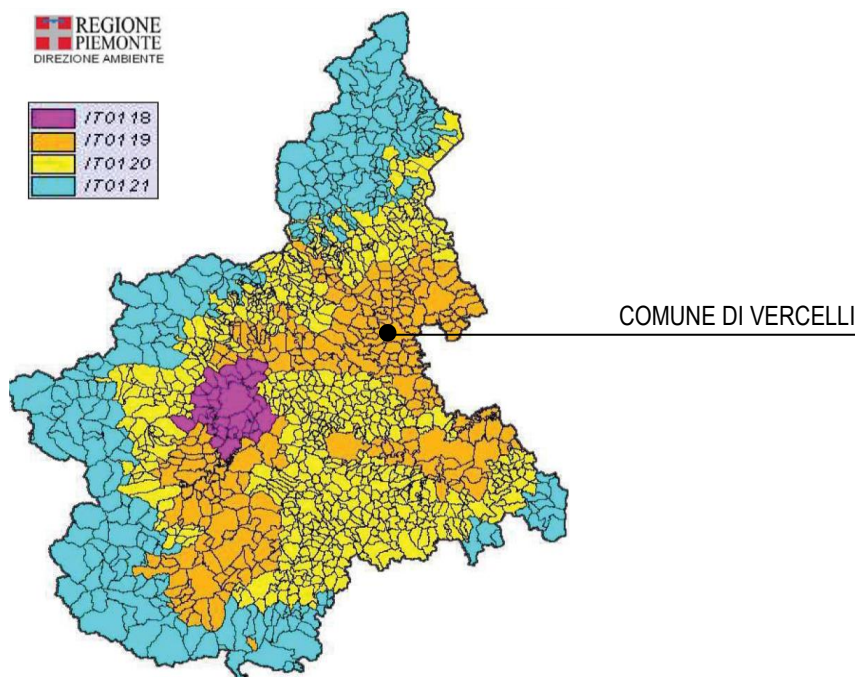 REGIONE
PIEMONTE
DIREZIONE AMBIENTE
IT0118
IT0119
IT0120
IT0121
COMUNE DI VERCELLI